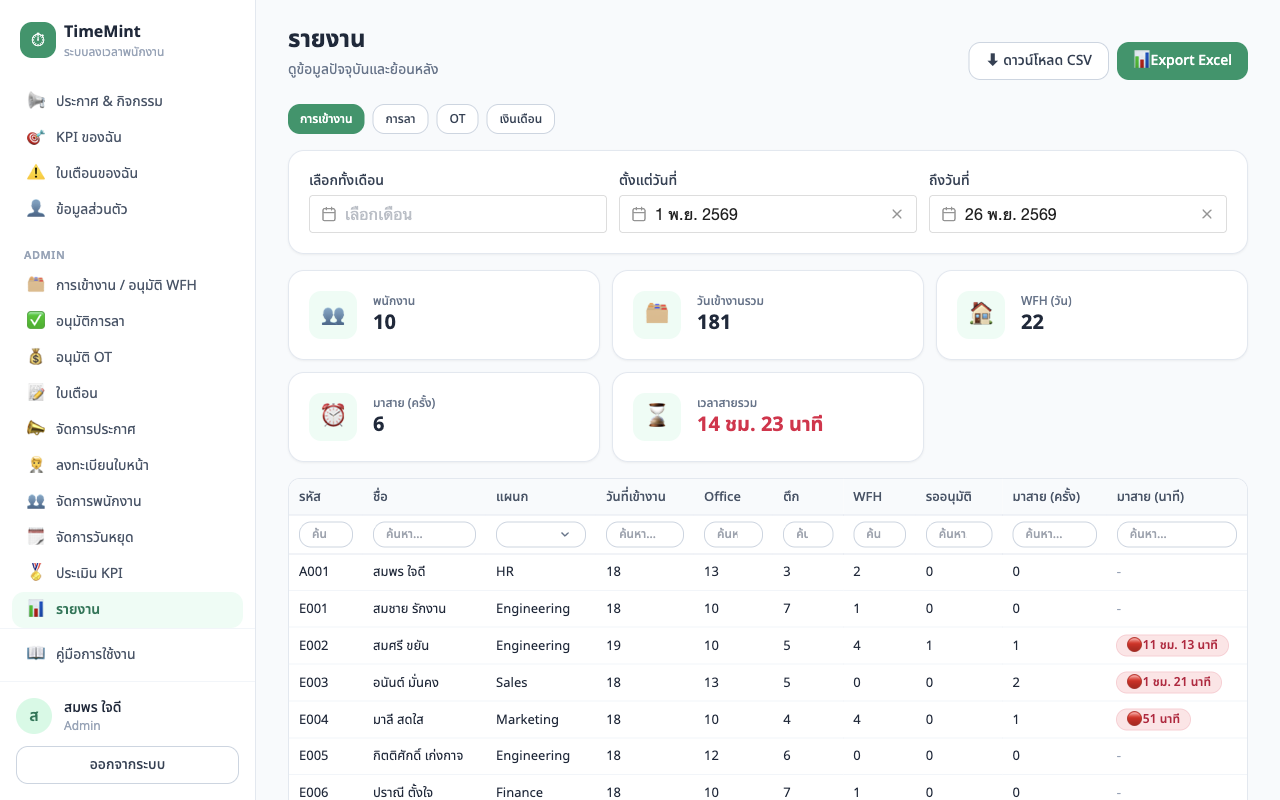 TimeMint
ระบบลงเวลาพนักงาน
ประกาศ & กิจกรรม
KPI ของฉัน
ใบเตือนของฉัน
ข้อมูลส่วนตัว
ADMIN
การเข้างาน / อนุมัติ WFH
อนุมัติการลา
อนุมัติ OT
ใบเตือน
จัดการประกาศ
ลงทะเบียนใบหน้า
จัดการพนักงาน
จัดการวันหยุด
ประเมิน KPI
รายงาน
คู่มือการใช้งาน
ส
สมพร ใจดี
Admin
ออกจากระบบ
รายงาน
ดูข้อมูลปัจจุบันและย้อนหลัง
⬇ ดาวน์โหลด CSV
Export Excel
การเข้างาน การลา OT เงินเดือน
เลือกทั้งเดือน ตั้งแต่วันที่ ถึงวันที่
เลือกเดือน 1 พ.ย. 2569 26 พ.ย. 2569
พนักงาน
10
วันเข้างานรวม
181
WFH (วัน)
22
มาสาย (ครั้ง)
6
เวลาสายรวม
14 ชม. 23 นาที
รหัส ชื่อ แผนก วันที่เข้างาน Office ตึก WFH รออนุมัติ มาสาย (ครั้ง) มาสาย (นาที)
ค้น ค้นหา... ค้นหา... ค้นห ค้น ค้น ค้นหา ค้นหา... ค้นหา...
A001 สมพร ใจดี HR 18 13 3 2 0 0 -
E001 สมชาย รักงาน Engineering 18 10 7 1 0 0 -
E002 สมศรี ขยัน Engineering 19 10 5 4 1 1 11 ชม. 13 นาที
E003 อนันต์ มั่นคง Sales 18 13 5 0 0 2 1 ชม. 21 นาที
E004 มาลี สดใส Marketing 18 10 4 4 0 1 51 นาที
E005 กิตติศักดิ์ เก่งกาจ Engineering 18 12 6 0 0 0 -
E006 ปราณี ตั้งใจ Finance 18 10 7 1 0 0 -